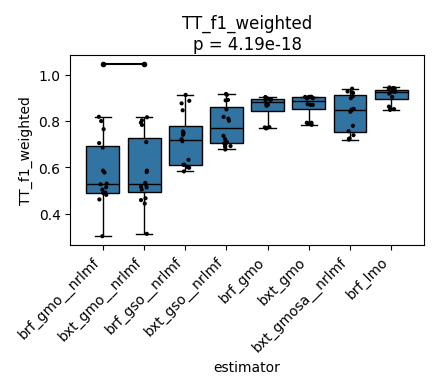 TT_f1_weighted
p = 4.19e-18
TT_f1_weighted
1.0
0.8
0.6
0.4
brf_gmo__nrlmf
bxt_gmo__nrlmf
brf_gso__nrlmf
bxt_gso__nrlmf
brf_gmo
bxt_gmo
bxt_gmosa__nrlmf
brf_lmo
estimator